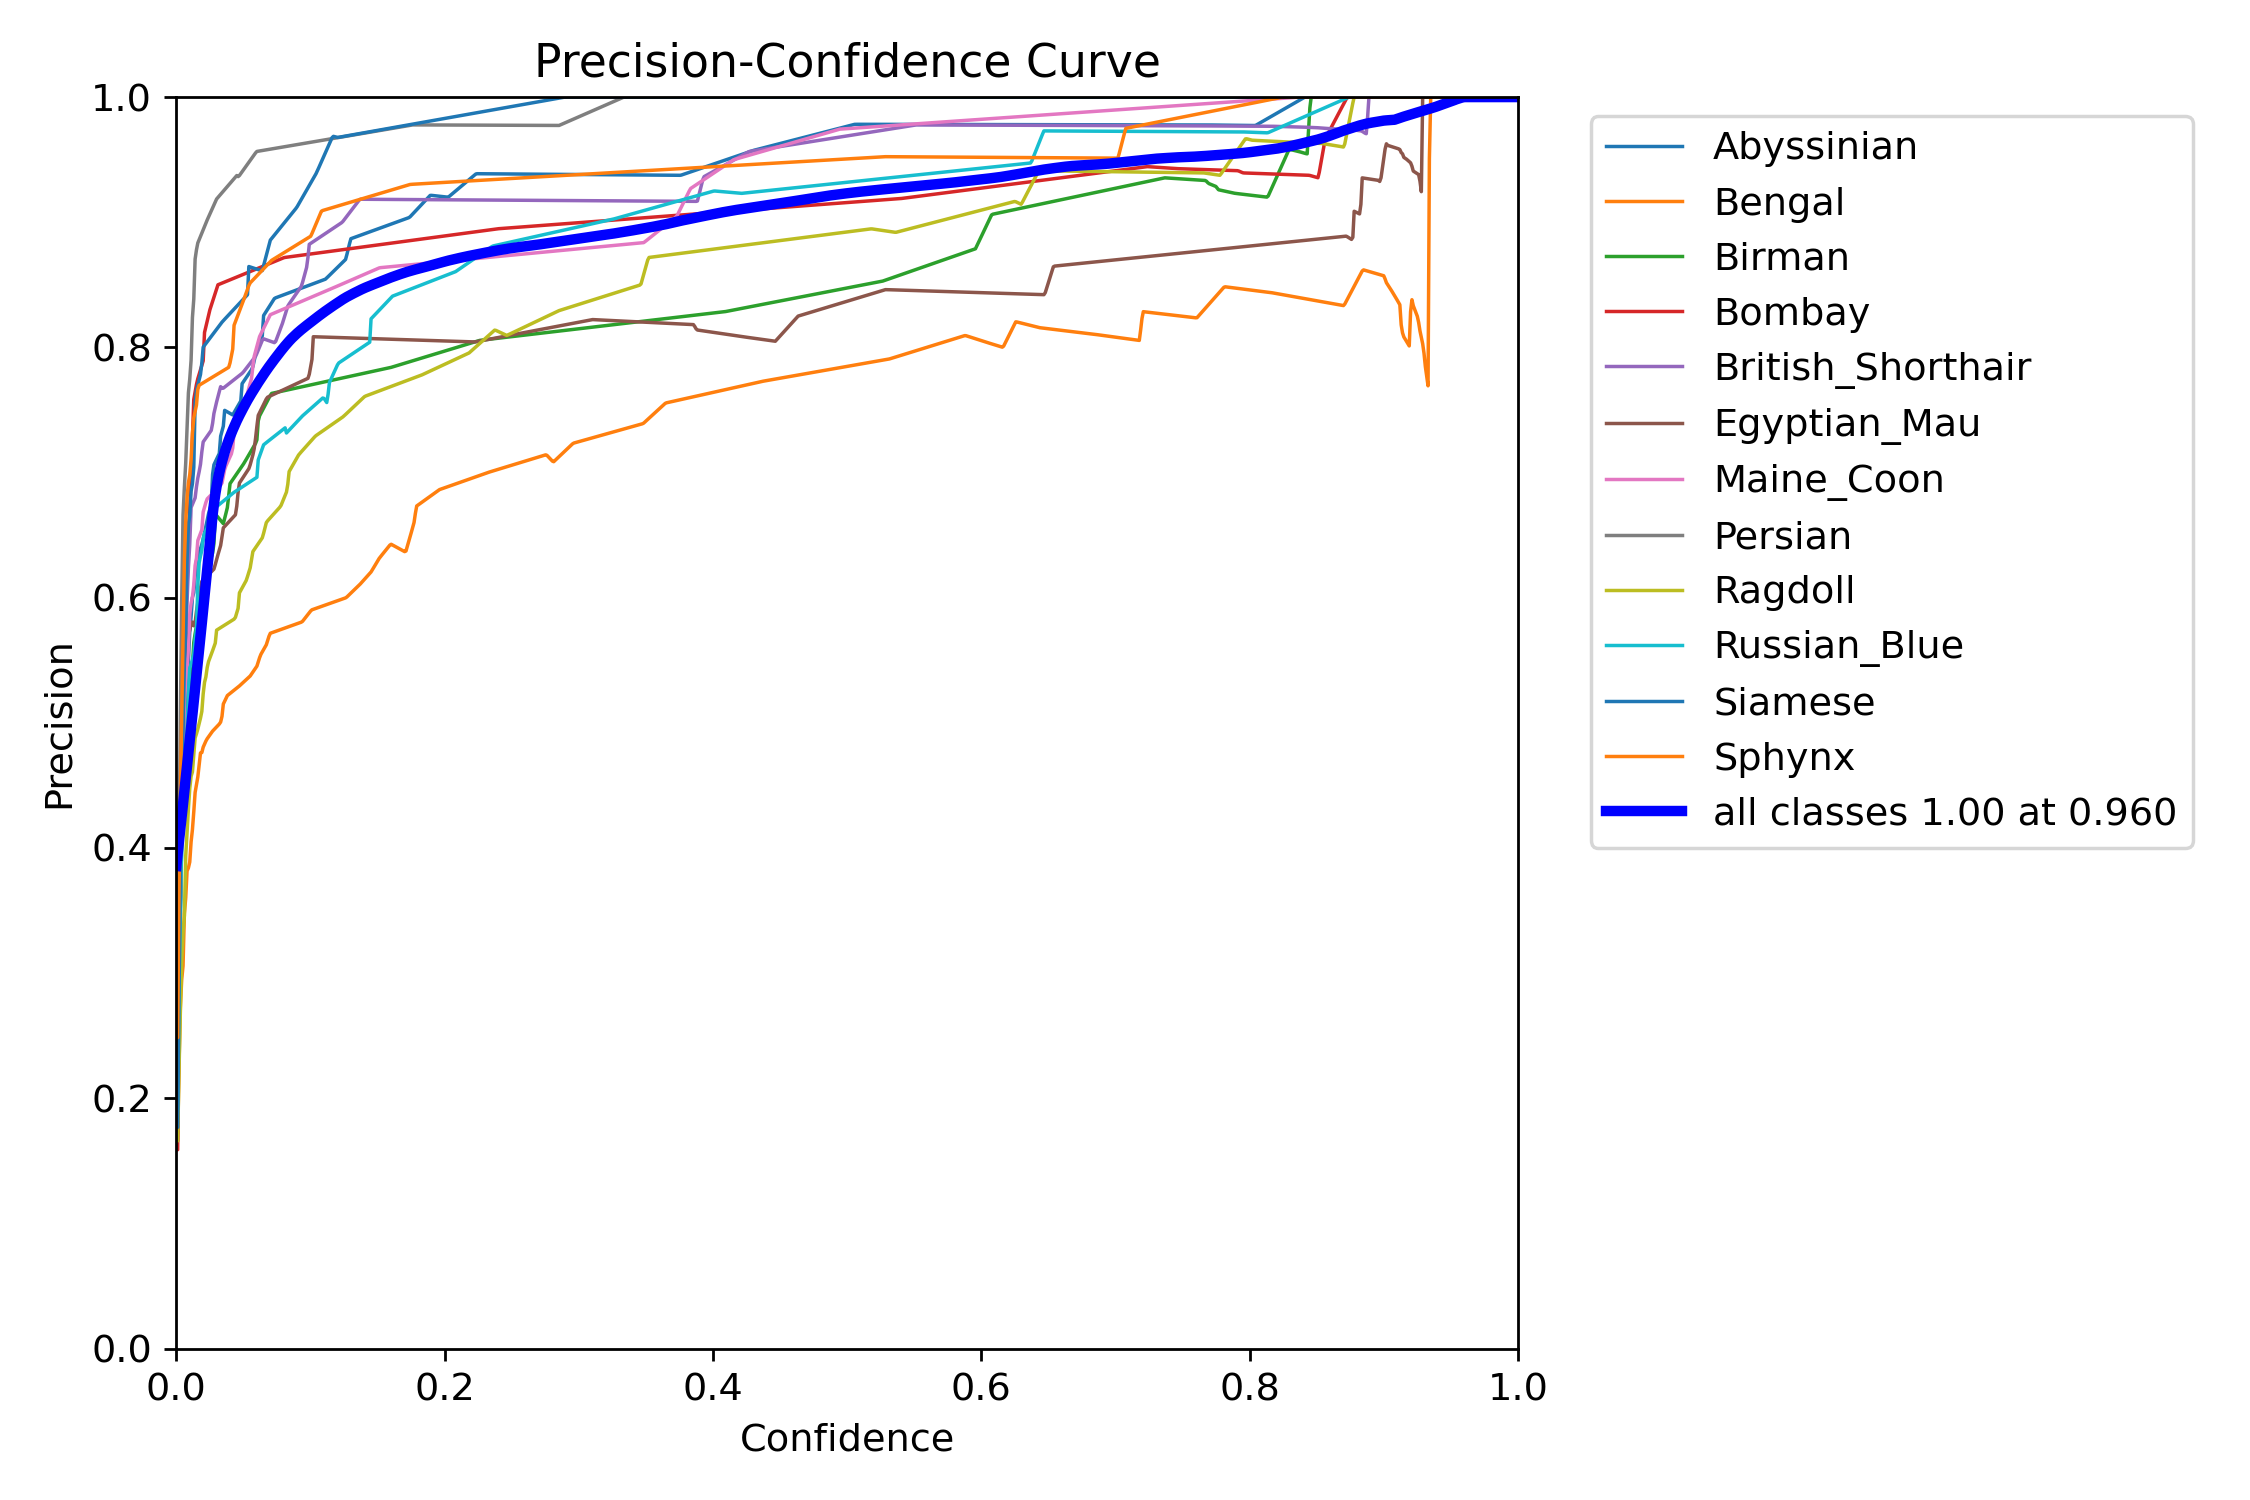 Precision-Confidence Curve
1.0
0.8
0.6
0.4
0.2
0.0
Precision
0.0 0.2 0.4 0.6 0.8 1.0
Confidence
Abyssinian
Bengal
Birman
Bombay
British_Shorthair
Egyptian_Mau
Maine_Coon
Persian
Ragdoll
Russian_Blue
Siamese
Sphynx
all classes 1.00 at 0.960